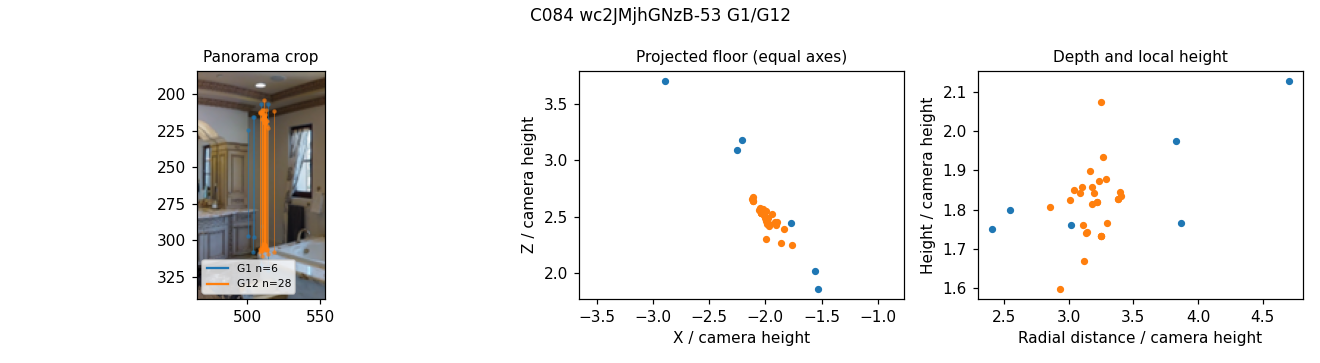 C084 wc2JMjhGNzB-53 G1/G12
Panorama crop
200
225
250
275
300
325
500
550
G1 n=6
G12 n=28
Projected floor (equal axes)
Z / camera height
3.5
3.0
2.5
2.0
−3.5
−3.0
−2.5
−2.0
−1.5
−1.0
X / camera height
Depth and local height
Height / camera height
2.1
2.0
1.9
1.8
1.7
1.6
2.5
3.0
3.5
4.0
4.5
Radial distance / camera height